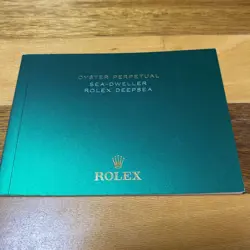 OYSTER PERPETUAL
SEA-DWELLER
ROLEX DEEPSEA
ROLEX